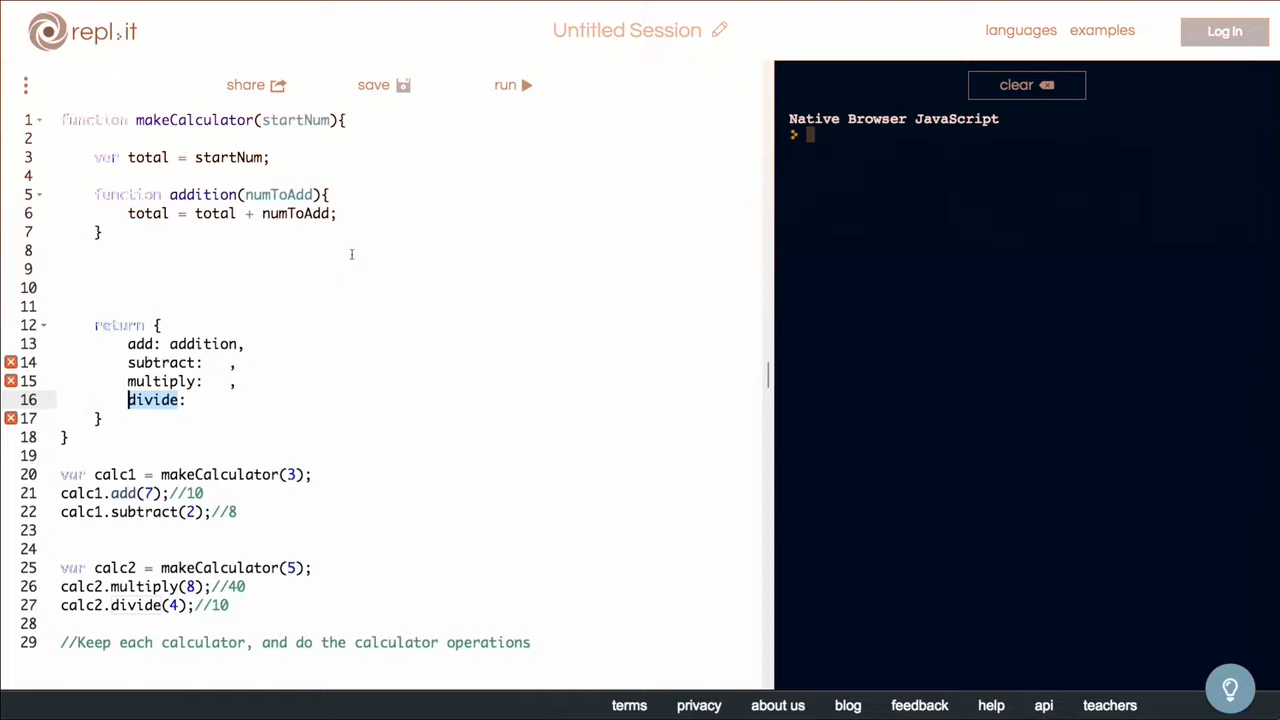 repl.it
Untitled Session
languages examples Log In
share save run
clear
1 function makeCalculator(startNum){
2
3 var total = startNum;
4
5 function addition(numToAdd){
6 total = total + numToAdd;
7 }
8
9
10
11
12 return {
13 add: addition,
14 subtract: ,
15 multiply: ,
16 divide:
17 }
18 }
19
20 var calc1 = makeCalculator(3);
21 calc1.add(7);//10
22 calc1.subtract(2);//8
23
24
25 var calc2 = makeCalculator(5);
26 calc2.multiply(8);//40
27 calc2.divide(4);//10
28
29 //Keep each calculator, and do the calculator operations
Native Browser JavaScript
>
terms privacy about us blog feedback help api teachers